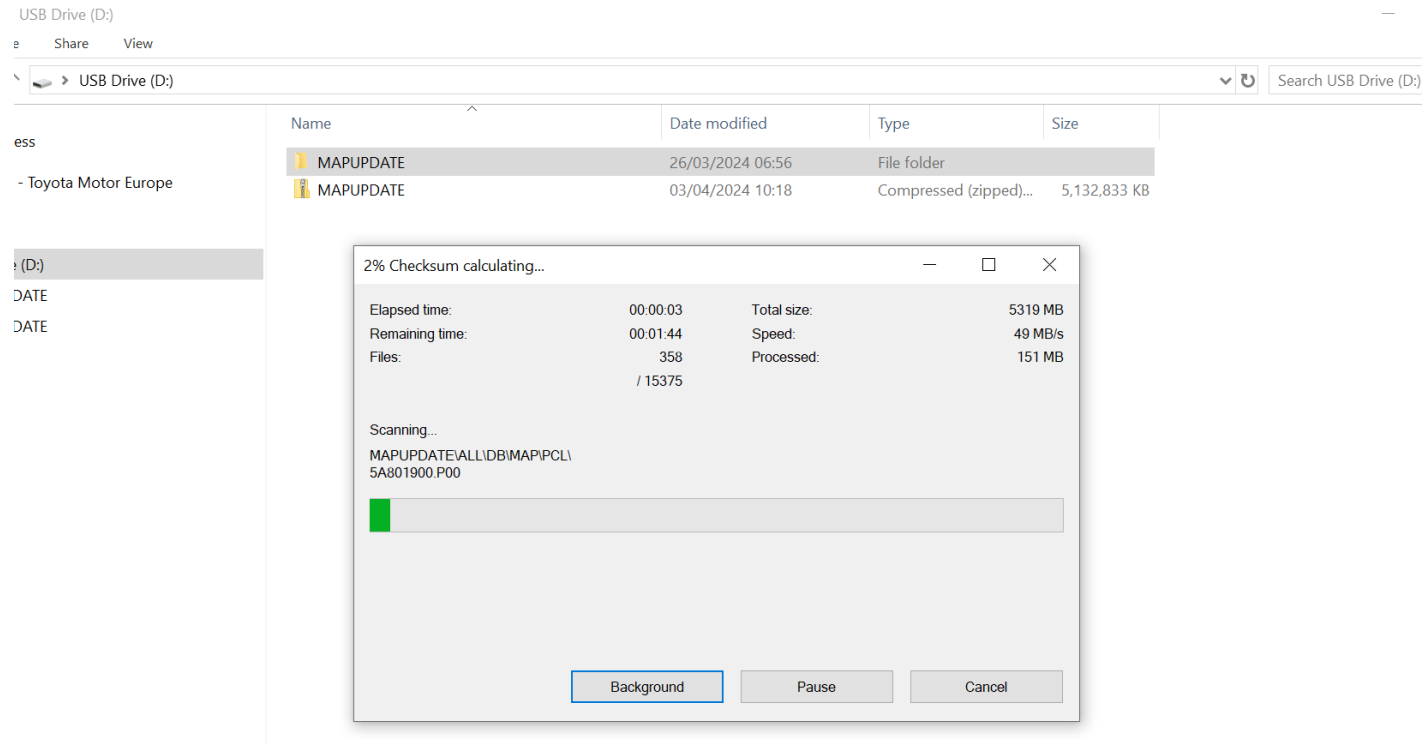 USB Drive (D:)
e Share View
USB Drive (D:) Search USB Drive (D:)
Name Date modified Type Size
ess
MAPUPDATE 26/03/2024 06:56 File folder
- Toyota Motor Europe
MAPUPDATE 03/04/2024 10:18 Compressed (zipped)... 5,132,833 KB
e (D:)
DATE
DATE
2% Checksum calculating...
Elapsed time: 00:00:03 Total size: 5319 MB
Remaining time: 00:01:44 Speed: 49 MB/s
Files: 358 Processed: 151 MB
/ 15375
Scanning...
MAPUPDATE\ALL\DB\MAP\PCL\
5A801900.P00
Background Pause Cancel